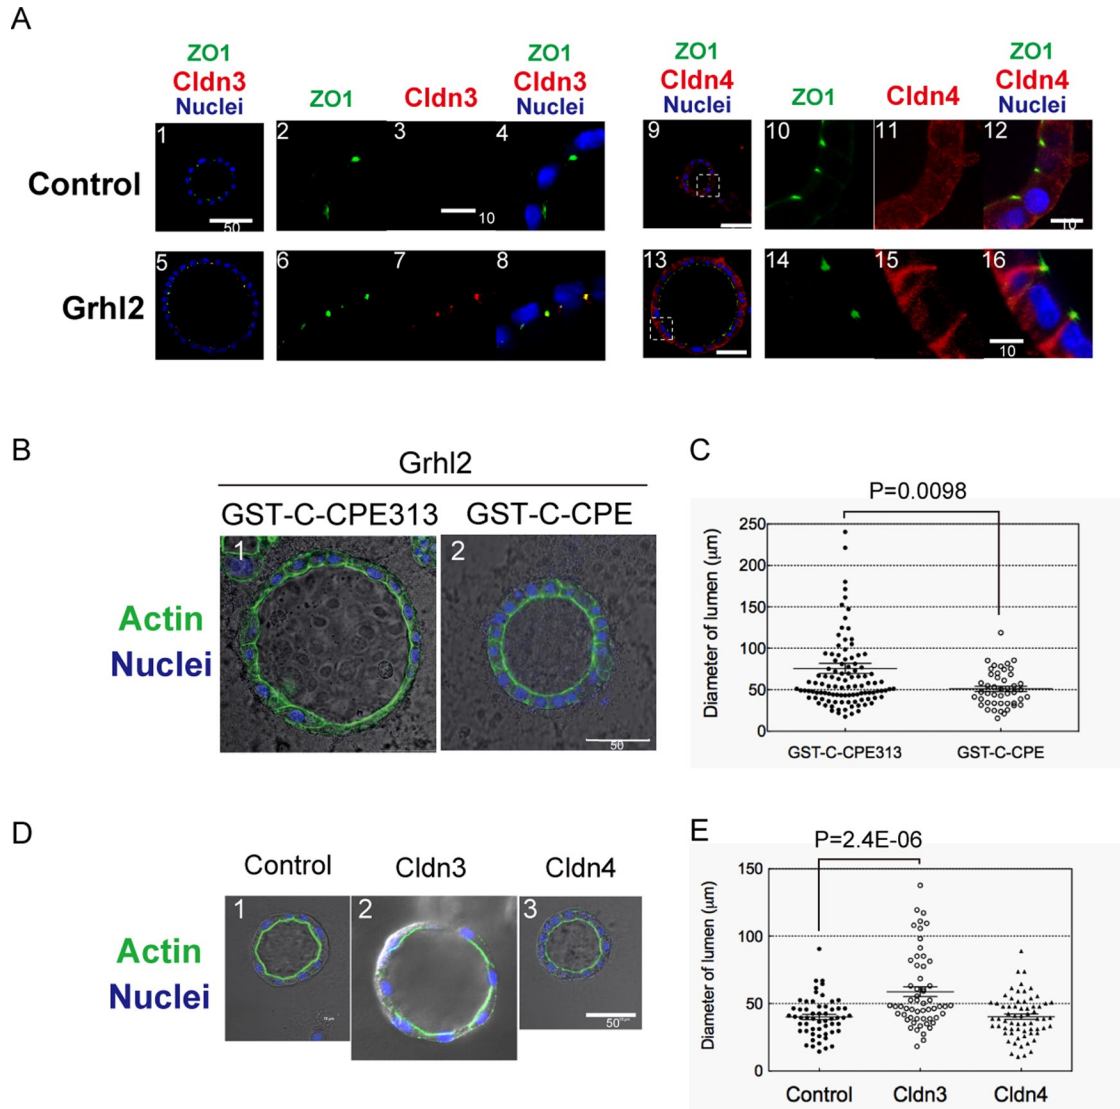 A
ZO1
Cldn3
Nuclei
ZO1
Cldn3
ZO1
Cldn3
Nuclei
ZO1
Cldn4
Nuclei
ZO1
Cldn4
ZO1
Cldn4
Nuclei
Control
1
50
2
3
10
4
9
10
11
12
10
Grhl2
5
6
7
8
13
14
15
16
10
B
Grhl2
GST-C-CPE313
GST-C-CPE
Actin
Nuclei
1
2
50
C
P=0.0098
Diameter of lumen (μm)
250
200
150
100
50
0
GST-C-CPE313
GST-C-CPE
D
Control
Cldn3
Cldn4
Actin
Nuclei
1
2
3
50
E
P=2.4E-06
Diameter of lumen (μm)
150
100
50
0
Control
Cldn3
Cldn4